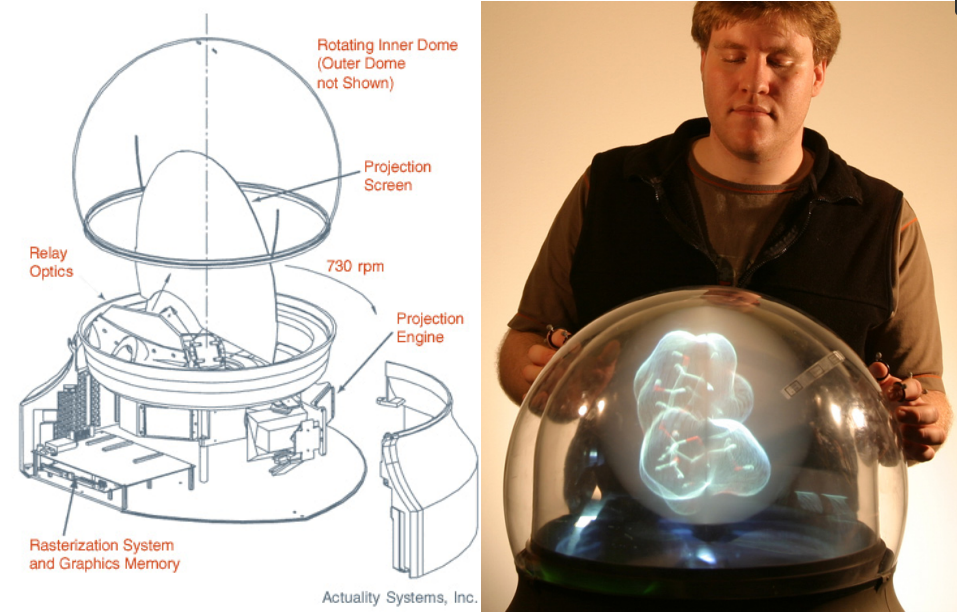 Rotating Inner Dome
(Outer Dome
not Shown)
Projection
Screen
Relay
Optics
730 rpm
Projection
Engine
Rasterization System
and Graphics Memory
Actuality Systems, Inc.